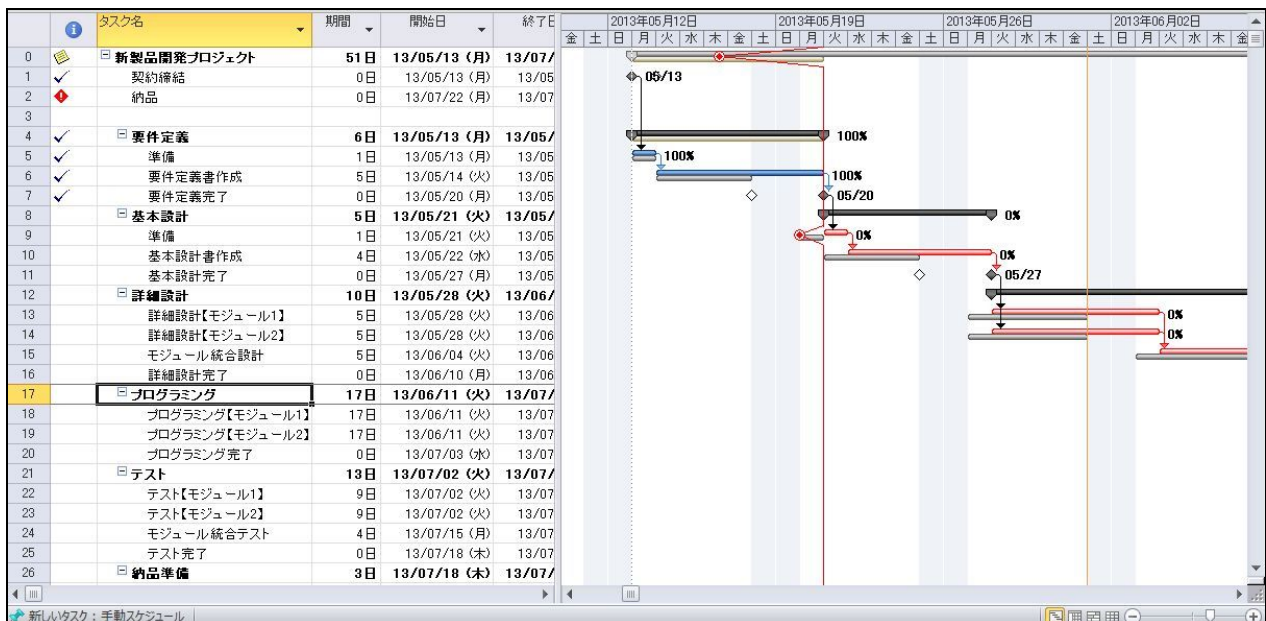 タスク名 期間 開始日 終了日 2013年05月12日 2013年05月19日 2013年05月26日 2013年06月02日
金 土 日 月 火 水 木 金 土 日 月 火 水 木 金 土 日 月 火 水 木 金 土 日 月 火 水 木 金
0 新製品開発プロジェクト 51日 13/05/13 (月) 13/07/
1 契約締結 0日 13/05/13 (月) 13/05 05/13
2 納品 0日 13/07/22 (月) 13/07
3
4 要件定義 6日 13/05/13 (月) 13/05/ 100%
5 準備 1日 13/05/13 (月) 13/05 100%
6 要件定義書作成 5日 13/05/14 (火) 13/05 100%
7 要件定義完了 0日 13/05/20 (月) 13/05 05/20
8 基本設計 5日 13/05/21 (火) 13/05/ 0%
9 準備 1日 13/05/21 (火) 13/05 0%
10 基本設計書作成 4日 13/05/22 (水) 13/05 0%
11 基本設計完了 0日 13/05/27 (月) 13/05 05/27
12 詳細設計 10日 13/05/28 (火) 13/06/
13 詳細設計【モジュール1】 5日 13/05/28 (火) 13/06 0%
14 詳細設計【モジュール2】 5日 13/05/28 (火) 13/06 0%
15 モジュール統合設計 5日 13/06/04 (火) 13/06
16 詳細設計完了 0日 13/06/10 (月) 13/06
17 プログラミング 17日 13/06/11 (火) 13/07/
18 プログラミング【モジュール1】 17日 13/06/11 (火) 13/07
19 プログラミング【モジュール2】 17日 13/06/11 (火) 13/07
20 プログラミング完了 0日 13/07/03 (水) 13/07
21 テスト 13日 13/07/02 (火) 13/07/
22 テスト【モジュール1】 9日 13/07/02 (火) 13/07
23 テスト【モジュール2】 9日 13/07/02 (火) 13/07
24 モジュール統合テスト 4日 13/07/15 (月) 13/07
25 テスト完了 0日 13/07/18 (木) 13/07
26 納品準備 3日 13/07/18 (木) 13/07/
新しいタスク : 手動スケジュール